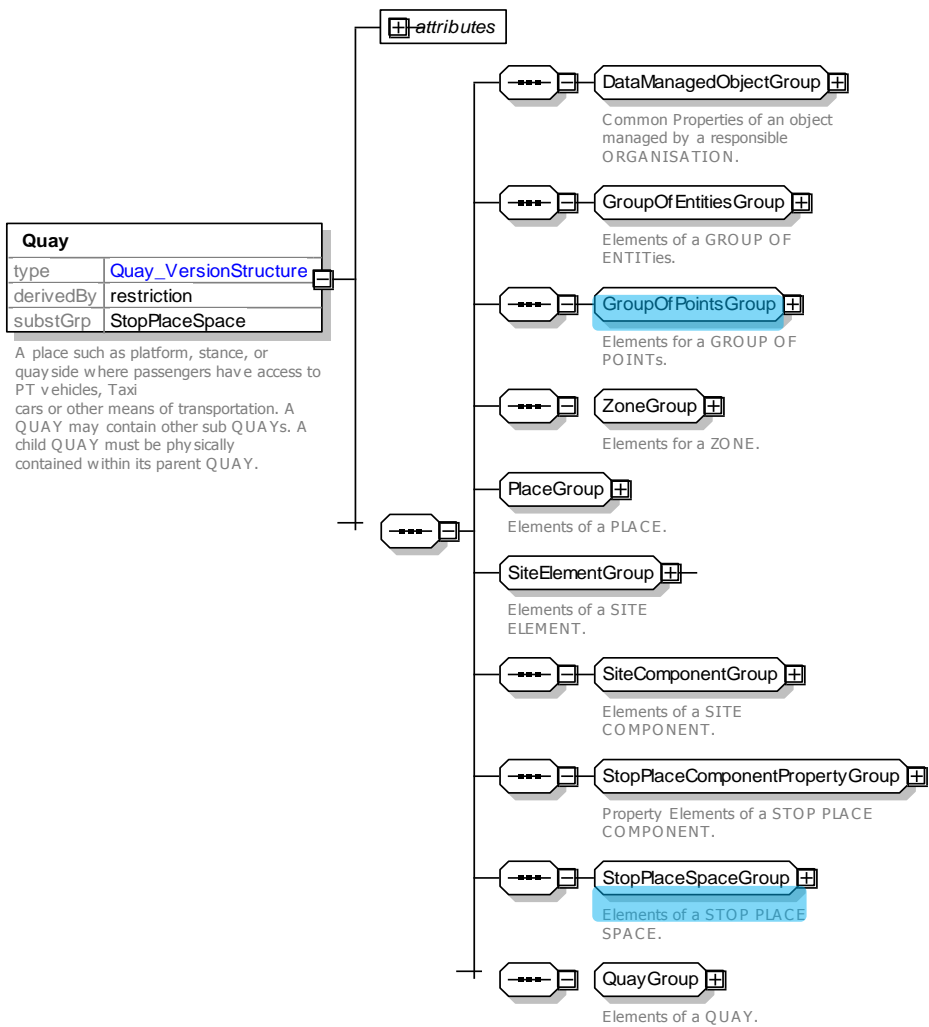 attributes
DataManagedObjectGroup
Common Properties of an object
managed by a responsible
ORGANISATION.
GroupOfEntitiesGroup
Elements of a GROUP OF
ENTITies.
Quay
type Quay_VersionStructure
derivedBy restriction
substGrp StopPlaceSpace
A place such as platform, stance, or
quayside where passengers have access to
PT vehicles, Taxi
cars or other means of transportation. A
QUAY may contain other sub QUAYs. A
child QUAY must be physically
contained within its parent QUAY.
GroupOfPointsGroup
Elements for a GROUP OF
POINTs.
ZoneGroup
Elements for a ZONE.
PlaceGroup
Elements of a PLACE.
SiteElementGroup
Elements of a SITE
ELEMENT.
SiteComponentGroup
Elements of a SITE
COMPONENT.
StopPlaceComponentPropertyGroup
Property Elements of a STOP PLACE
COMPONENT.
StopPlaceSpaceGroup
Elements of a STOP PLACE
SPACE.
QuayGroup
Elements of a QUAY.